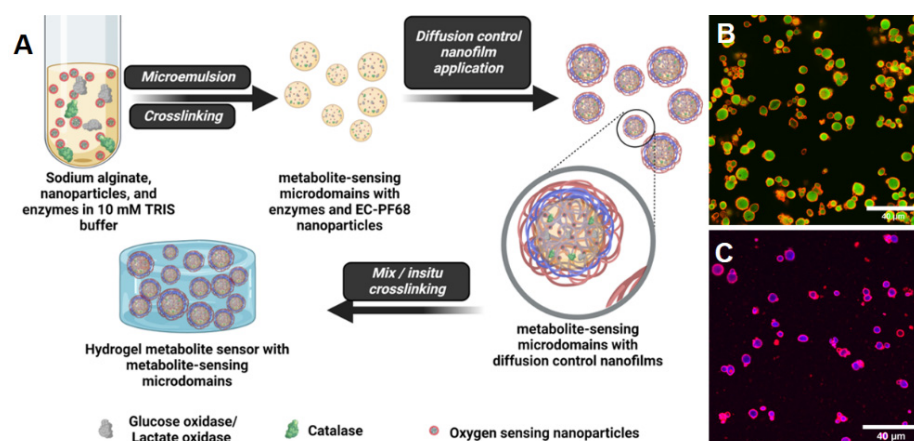 A
Microemulsion
Crosslinking
Sodium alginate,
nanoparticles, and
enzymes in 10 mM TRIS
buffer
metabolite-sensing
microdomains with
enzymes and EC-PF68
nanoparticles
Diffusion control
nanofilm
application
metabolite-sensing
microdomains with
diffusion control nanofilms
Mix / insitu
crosslinking
Hydrogel metabolite sensor with
metabolite-sensing
microdomains
Glucose oxidase/
Lactate oxidase
Catalase
Oxygen sensing nanoparticles
B
40 µm
C
40 µm